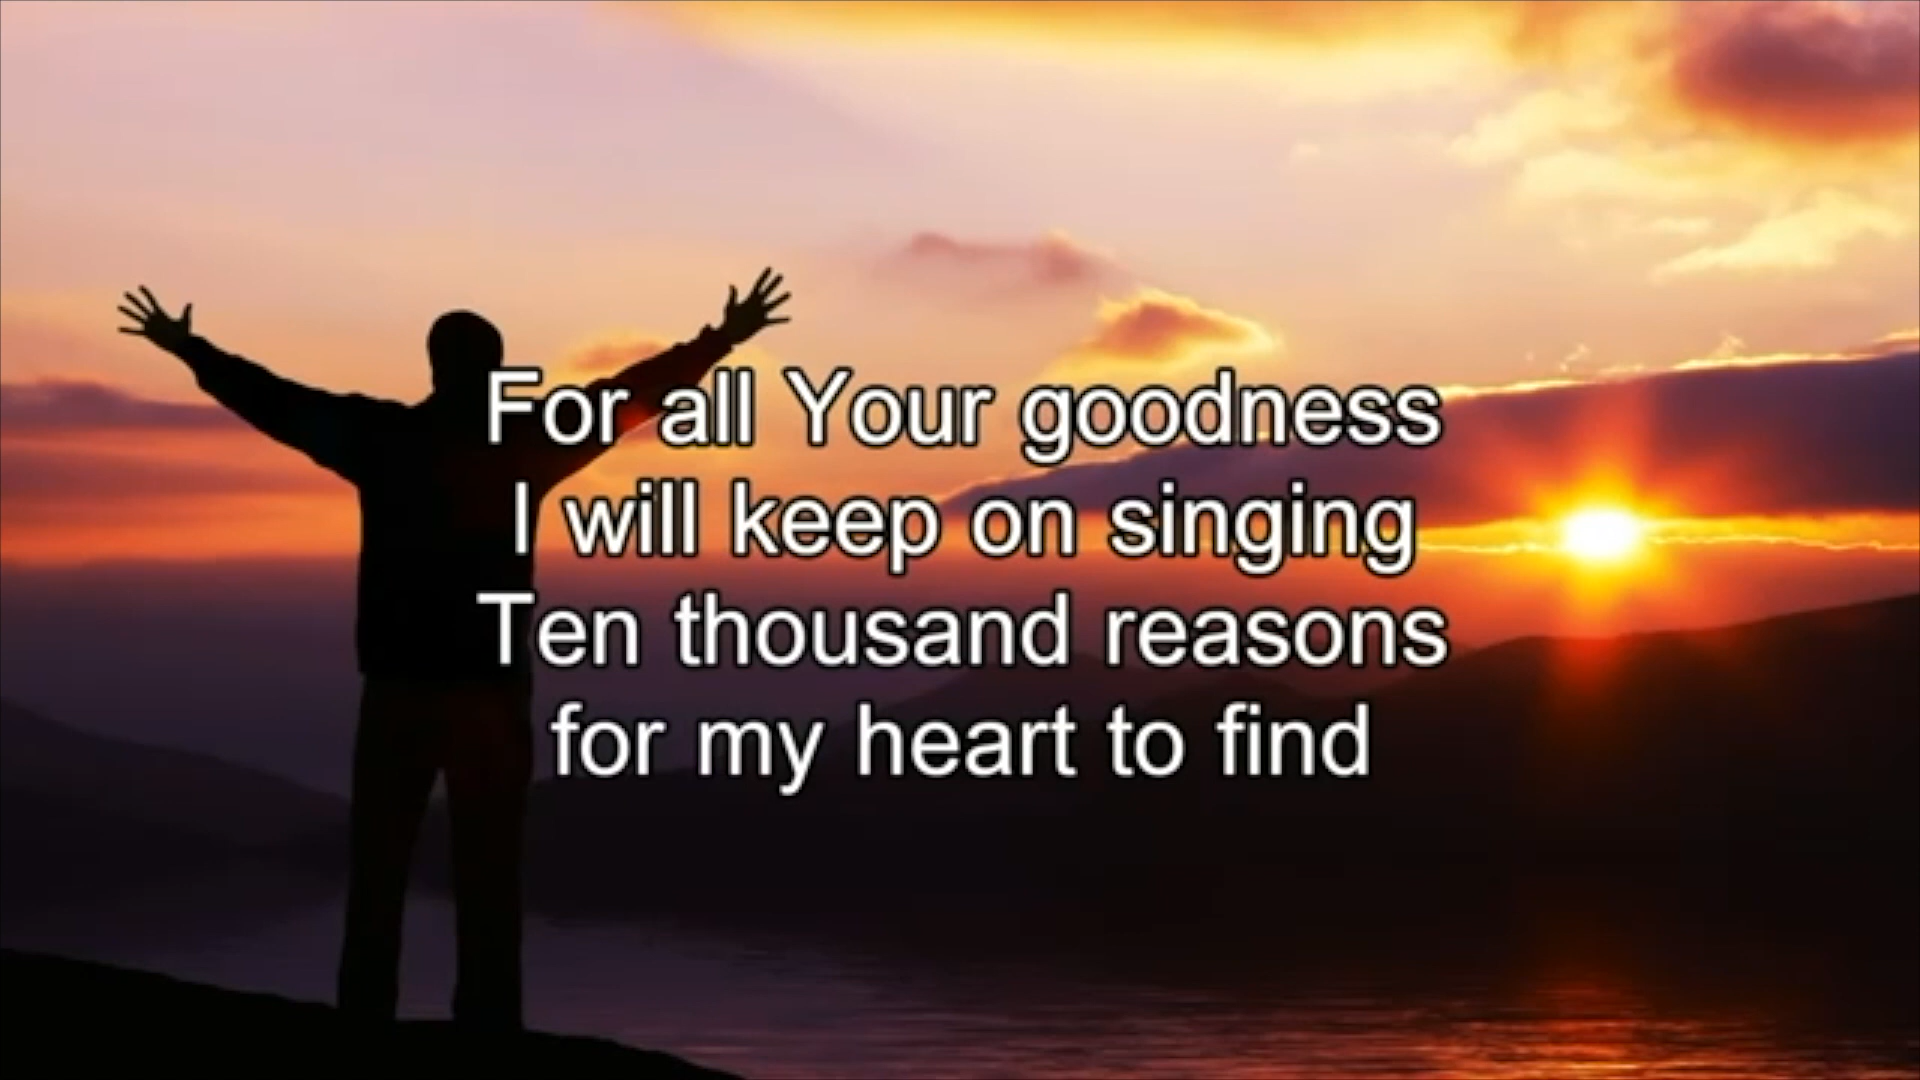 For all Your goodness
I will keep on singing
Ten thousand reasons
for my heart to find